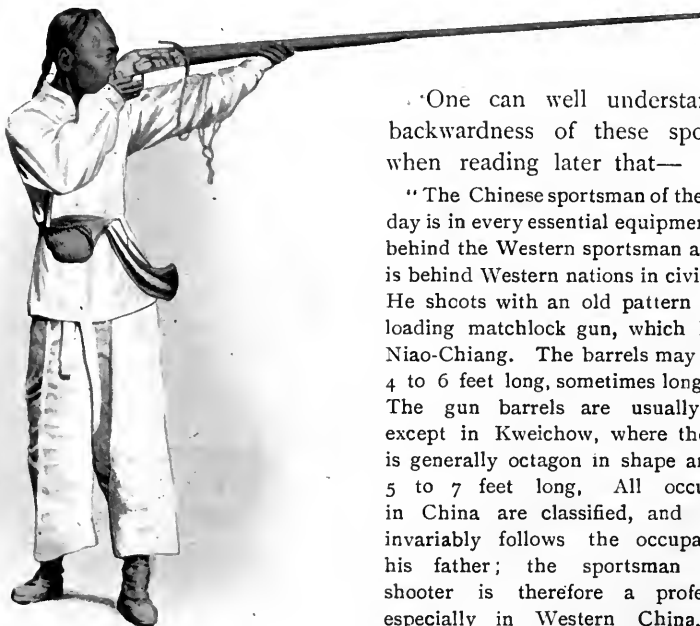 One can well understa
backwardness of these spo
when reading later that—
“ The Chinese sportsman of the
day is in every essential equipme
behind the Western sportsman a
is behind Western nations in civi
He shoots with an old pattern
loading matchlock gun, which
Niao-Chiang. The barrels may
4 to 6 feet long, sometimes long
The gun barrels are usually
except in Kweichow, where the
is generally octagon in shape a
5 to 7 feet long, All occu
in China are classified, and
invariably follows the occupa
his father; the sportsman
shooter is therefore a profe
especially in Western China.